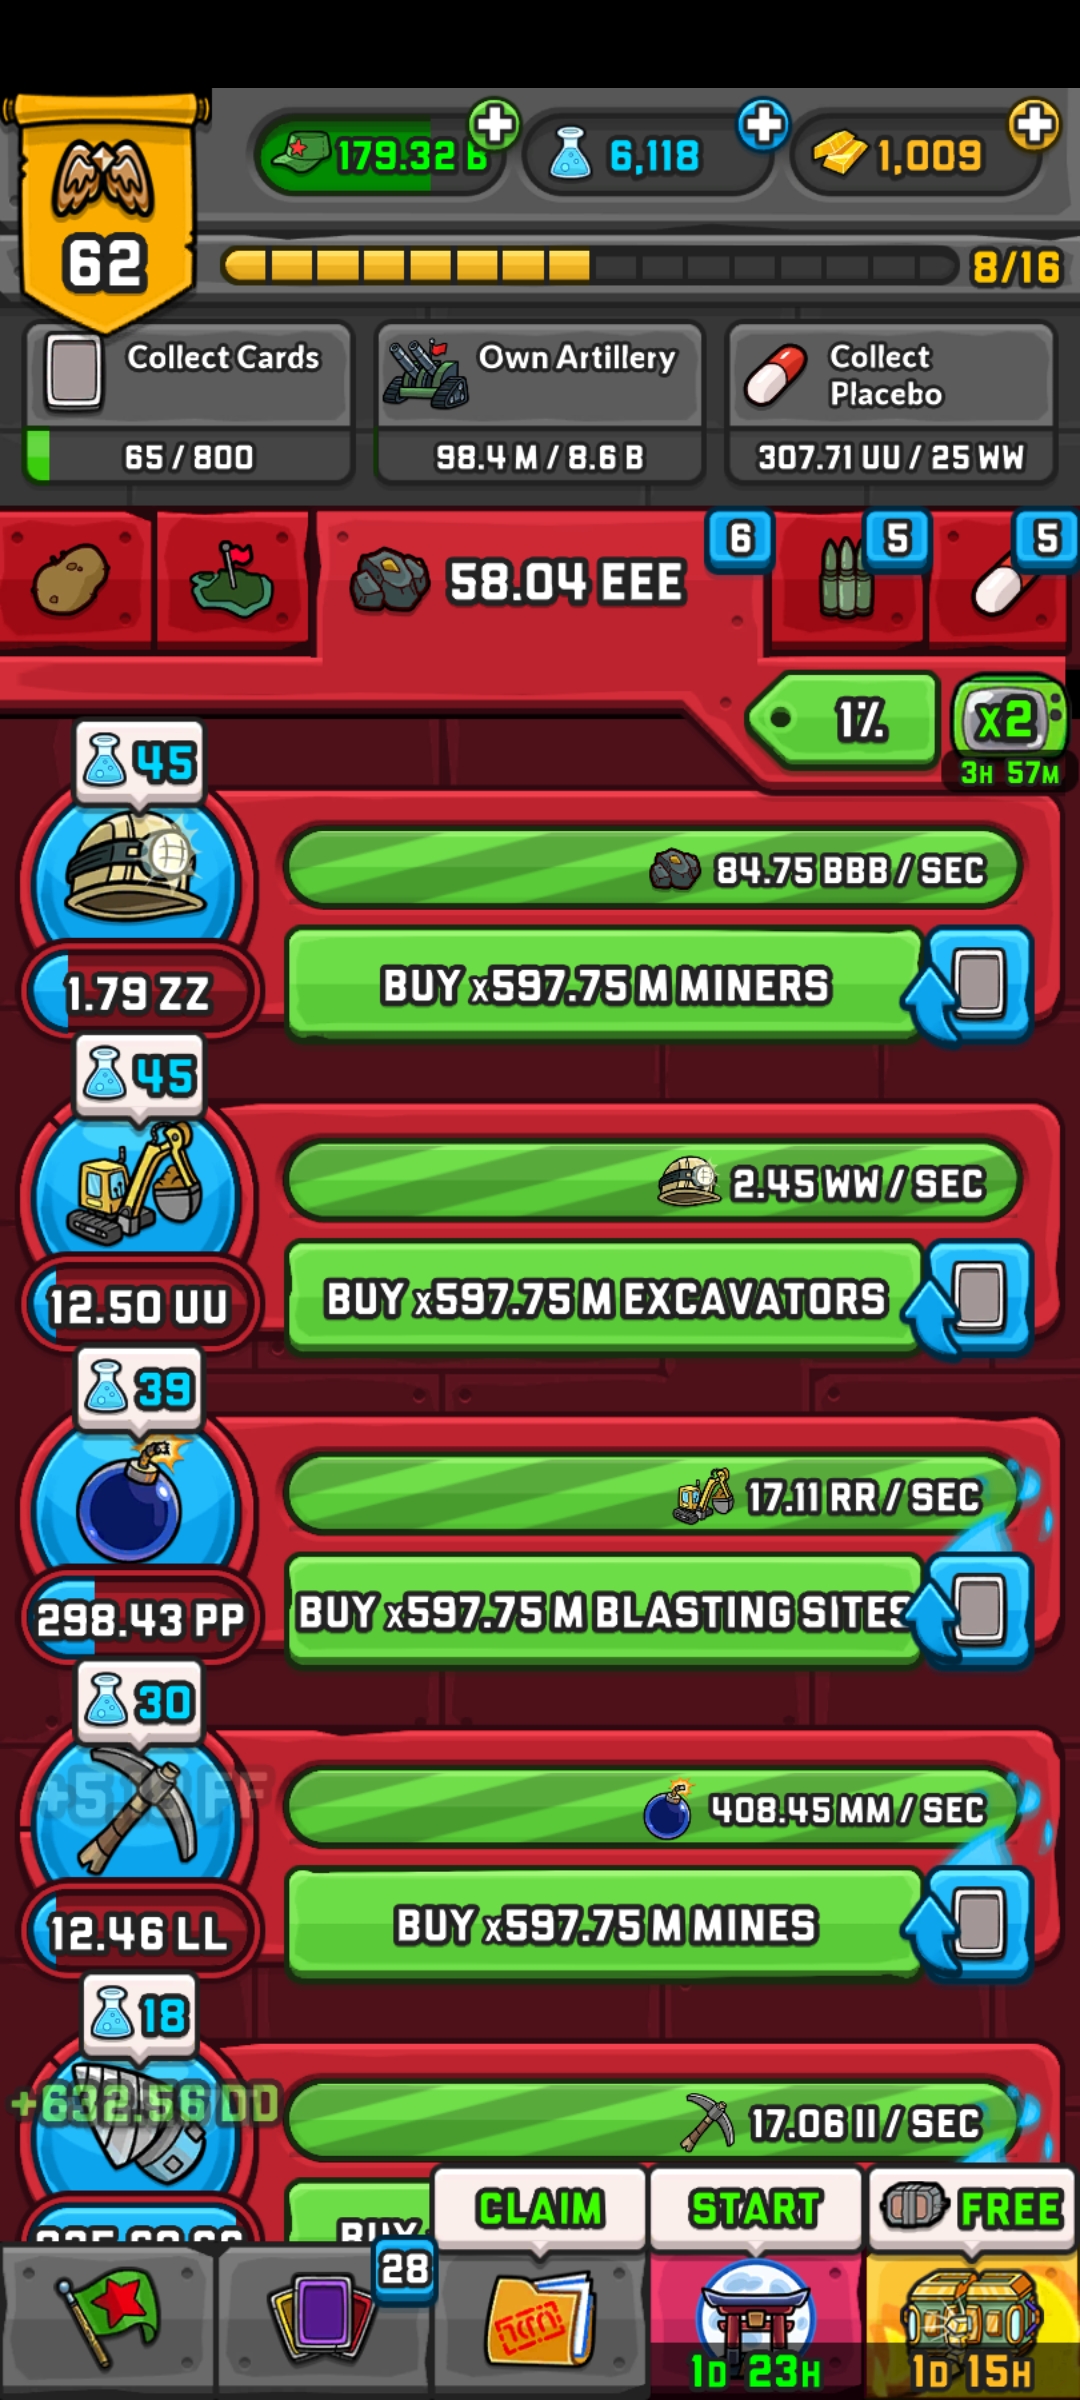 179.32 B
6,118
1,009
62
8/16
Collect Cards
65 / 800
Own Artillery
98.4 M / 8.6 B
Collect
Placebo
307.71 UU / 25 WW
58.04 EEE
6
5
5
1%
x2
3H 57M
45
84.75 BBB / SEC
1.79 ZZ
BUY x597.75 M MINERS
45
2.45 WW / SEC
12.50 UU
BUY x597.75 M EXCAVATORS
39
17.11 RR / SEC
298.43 PP
BUY x597.75 M BLASTING SITES
30
408.45 MM / SEC
12.46 LL
BUY x597.75 M MINES
18
+632.56 DD
17.06 II / SEC
BUY
CLAIM
START
FREE
28
1D 23H
1D 15H